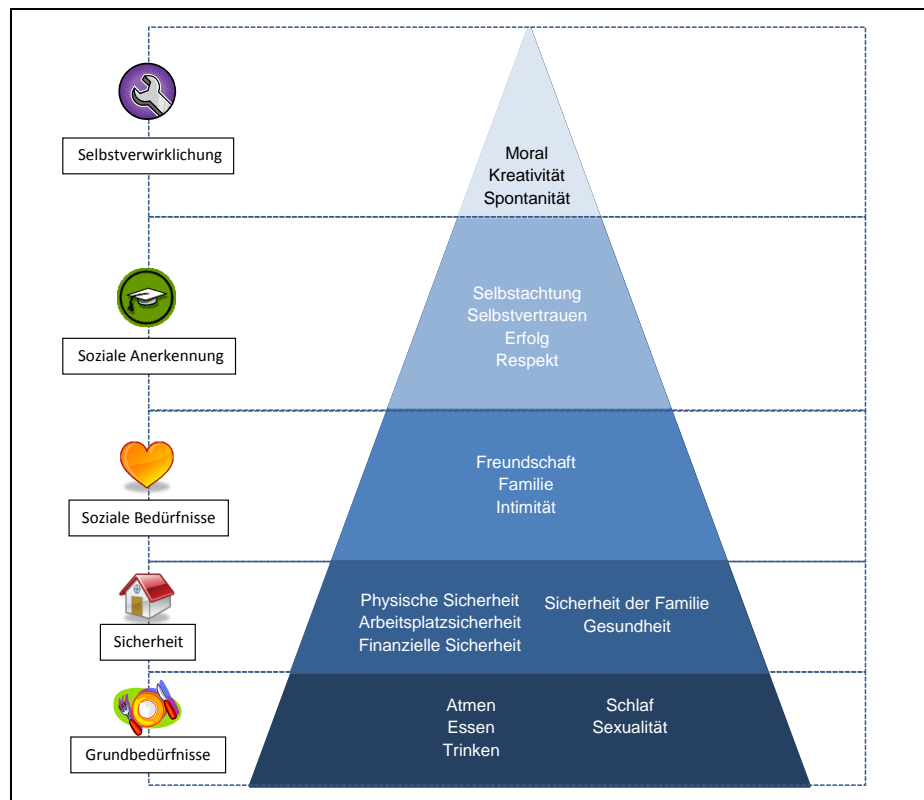 Selbstverwirklichung
Moral
Kreativität
Spontanität
Soziale Anerkennung
Selbstachtung
Selbstvertrauen
Erfolg
Respekt
Soziale Bedürfnisse
Freundschaft
Familie
Intimität
Sicherheit
Physische Sicherheit
Arbeitsplatzsicherheit
Finanzielle Sicherheit
Sicherheit der Familie
Gesundheit
Grundbedürfnisse
Atmen
Essen
Trinken
Schlaf
Sexualität